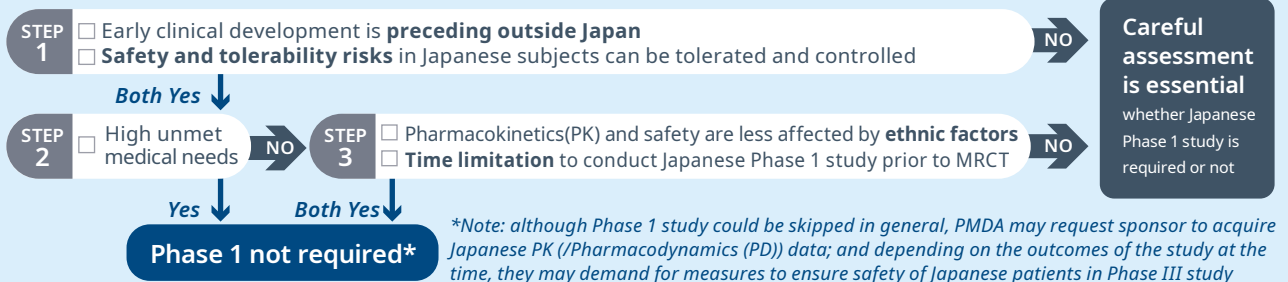 STEP
1
☐ Early clinical development is preceding outside Japan
☐ Safety and tolerability risks in Japanese subjects can be tolerated and controlled
NO
Careful
assessment
is essential
whether Japanese
Phase 1 study is
required or not
Both Yes
STEP
2
☐ High unmet
medical needs
NO
STEP
3
☐ Pharmacokinetics(PK) and safety are less affected by ethnic factors
☐ Time limitation to conduct Japanese Phase 1 study prior to MRCT
NO
Yes
Both Yes
Phase 1 not required*
*Note: although Phase 1 study could be skipped in general, PMDA may request sponsor to acquire
Japanese PK (/Pharmacodynamics (PD)) data; and depending on the outcomes of the study at the
time, they may demand for measures to ensure safety of Japanese patients in Phase III study